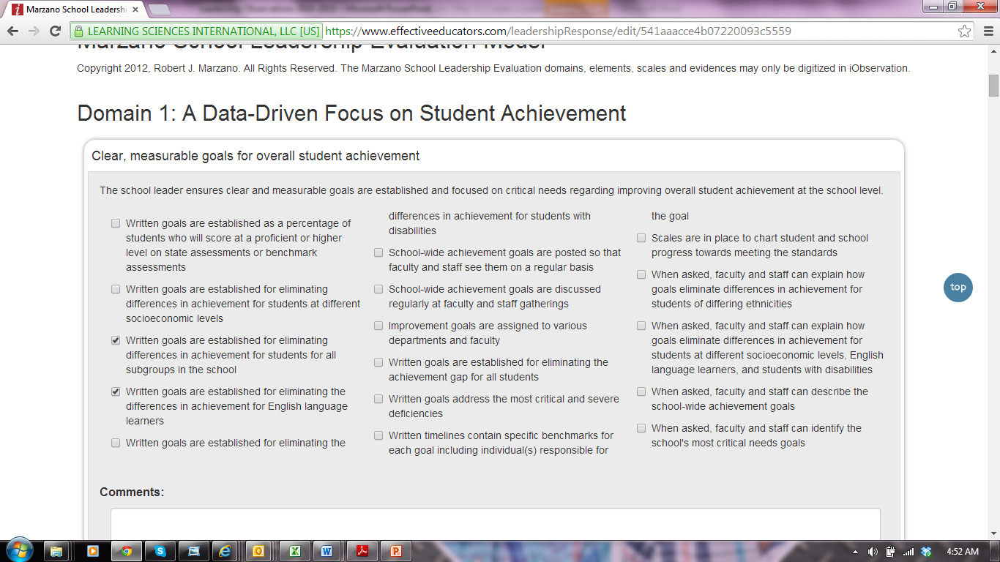 Marzano School Leadershi
LEARNING SCIENCES INTERNATIONAL, LLC [US] https://www.effectiveeducators.com/leadershipResponse/edit/541aaacce4b07220093c5559
Marzano School Leadership Evaluation Model
Copyright 2012, Robert J. Marzano. All Rights Reserved. The Marzano School Leadership Evaluation domains, elements, scales and evidences may only be digitized in iObservation.
Domain 1: A Data-Driven Focus on Student Achievement
Clear, measurable goals for overall student achievement
The school leader ensures clear and measurable goals are established and focused on critical needs regarding improving overall student achievement at the school level.
Written goals are established as a percentage of
students who will score at a proficient or higher
level on state assessments or benchmark
assessments
Written goals are established for eliminating
differences in achievement for students at different
socioeconomic levels
Written goals are established for eliminating
differences in achievement for students for all
subgroups in the school
Written goals are established for eliminating the
differences in achievement for English language
learners
Written goals are established for eliminating the
differences in achievement for students with
disabilities
School-wide achievement goals are posted so that
faculty and staff see them on a regular basis
School-wide achievement goals are discussed
regularly at faculty and staff gatherings
Improvement goals are assigned to various
departments and faculty
Written goals are established for eliminating the
achievement gap for all students
Written goals address the most critical and severe
deficiencies
Written timelines contain specific benchmarks for
each goal including individual(s) responsible for
the goal
Scales are in place to chart student and school
progress towards meeting the standards
When asked, faculty and staff can explain how
goals eliminate differences in achievement for
students of differing ethnicities
When asked, faculty and staff can explain how
goals eliminate differences in achievement for
students at different socioeconomic levels, English
language learners, and students with disabilities
When asked, faculty and staff can describe the
school-wide achievement goals
When asked, faculty and staff can identify the
school's most critical needs goals
top
Comments:
4:52 AM